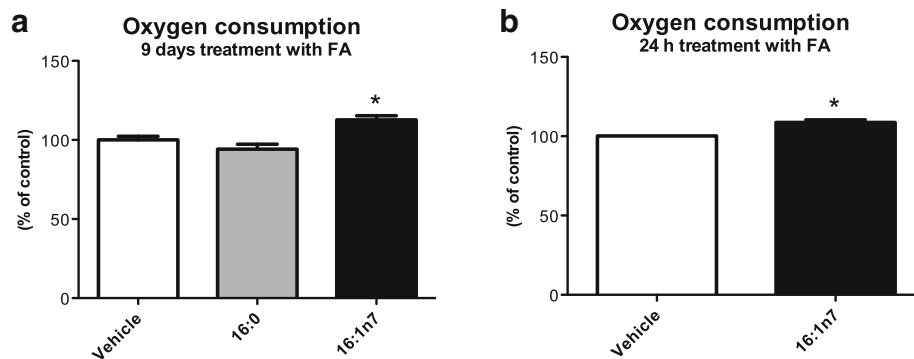 a
Oxygen consumption
9 days treatment with FA
(% of control)
150
100
50
0
*
Vehicle
16:0
16:1n7
b
Oxygen consumption
24 h treatment with FA
(% of control)
150
100
50
0
*
Vehicle
16:1n7